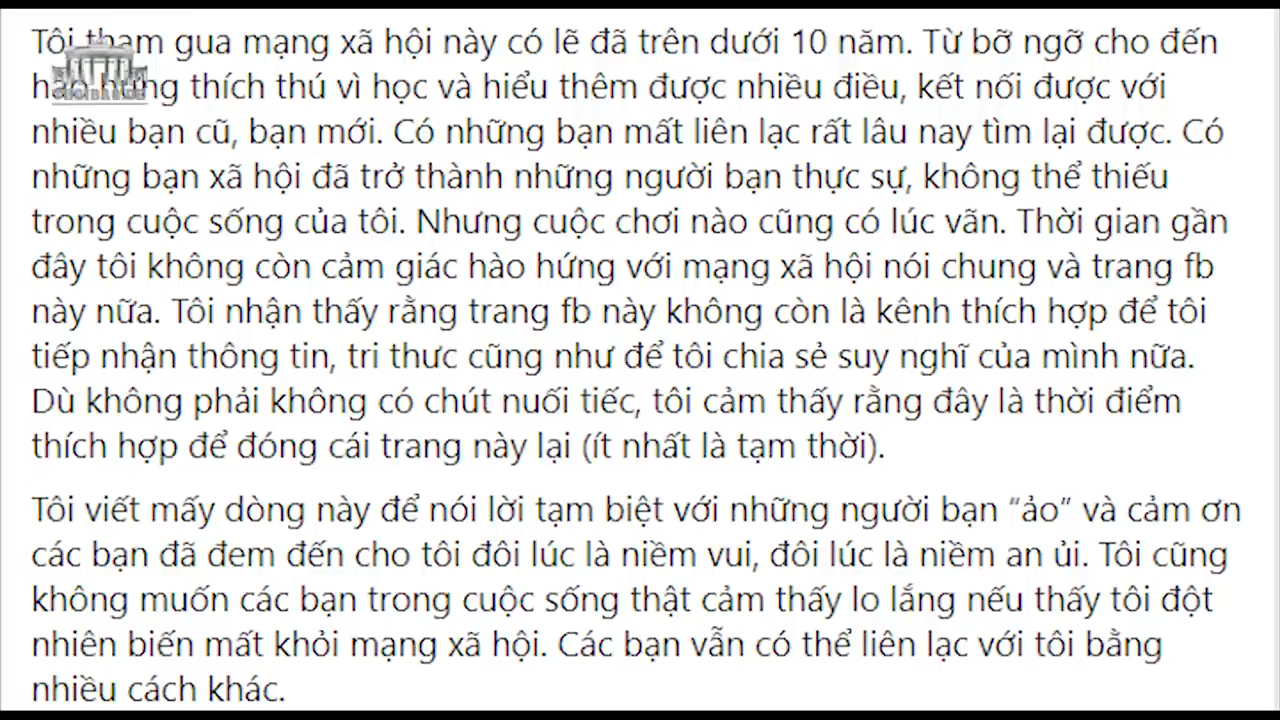 Tôi tham gua mạng xã hội này có lẽ đã trên dưới 10 năm. Từ bỡ ngỡ cho đến
hào hứng thích thú vì học và hiểu thêm được nhiều điều, kết nối được với
nhiều bạn cũ, bạn mới. Có những bạn mất liên lạc rất lâu nay tìm lại được. Có
những bạn xã hội đã trở thành những người bạn thực sự, không thể thiếu
trong cuộc sống của tôi. Nhưng cuộc chơi nào cũng có lúc vãn. Thời gian gần
đây tôi không còn cảm giác hào hứng với mạng xã hội nói chung và trang fb
này nữa. Tôi nhận thấy rằng trang fb này không còn là kênh thích hợp để tôi
tiếp nhận thông tin, tri thưc cũng như để tôi chia sẻ suy nghĩ của mình nữa.
Dù không phải không có chút nuối tiếc, tôi cảm thấy rằng đây là thời điểm
thích hợp để đóng cái trang này lại (ít nhất là tạm thời).
Tôi viết mấy dòng này để nói lời tạm biệt với những người bạn “ảo” và cảm ơn
các bạn đã đem đến cho tôi đôi lúc là niềm vui, đôi lúc là niềm an ủi. Tôi cũng
không muốn các bạn trong cuộc sống thật cảm thấy lo lắng nếu thấy tôi đột
nhiên biến mất khỏi mạng xã hội. Các bạn vẫn có thể liên lạc với tôi bằng
nhiều cách khác.